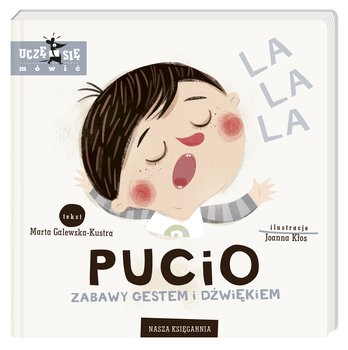 UCZĘ SIĘ
mówić
LA
LA
LA
tekst
Marta Galewska-Kustra
ilustracje
Joanna Kłos
PUCiO
ZABAWY GESTEM i DŹWIĘKIEM
NASZA KSIĘGARNIA